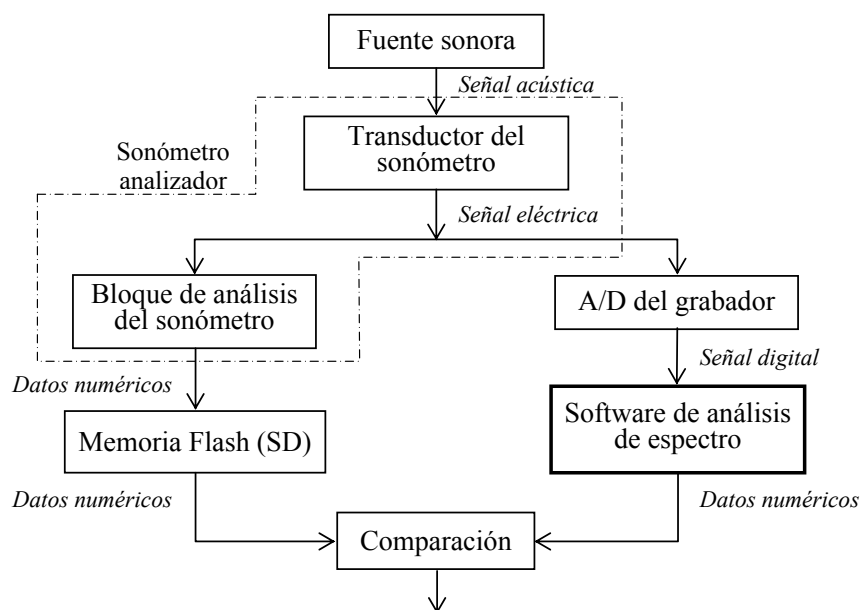 Fuente sonora
Señal acústica
Transductor del
sonómetro
Sonómetro
analizador
Señal eléctrica
Bloque de análisis
del sonómetro
A/D del grabador
Datos numéricos
Señal digital
Memoria Flash (SD)
Software de análisis
de espectro
Datos numéricos
Datos numéricos
Comparación